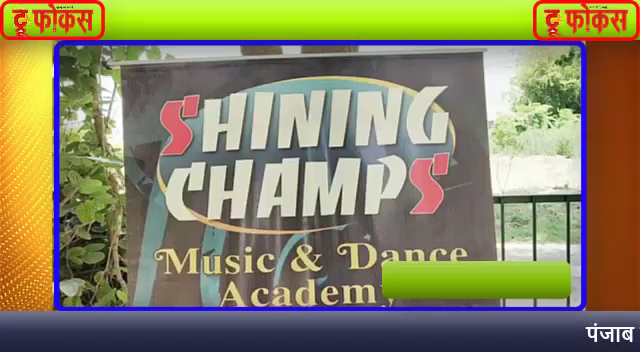 ट्रू फोकस
ट्रू फोकस
SHINING
CHAMPS
Music & Dance
Academy
पंजाब